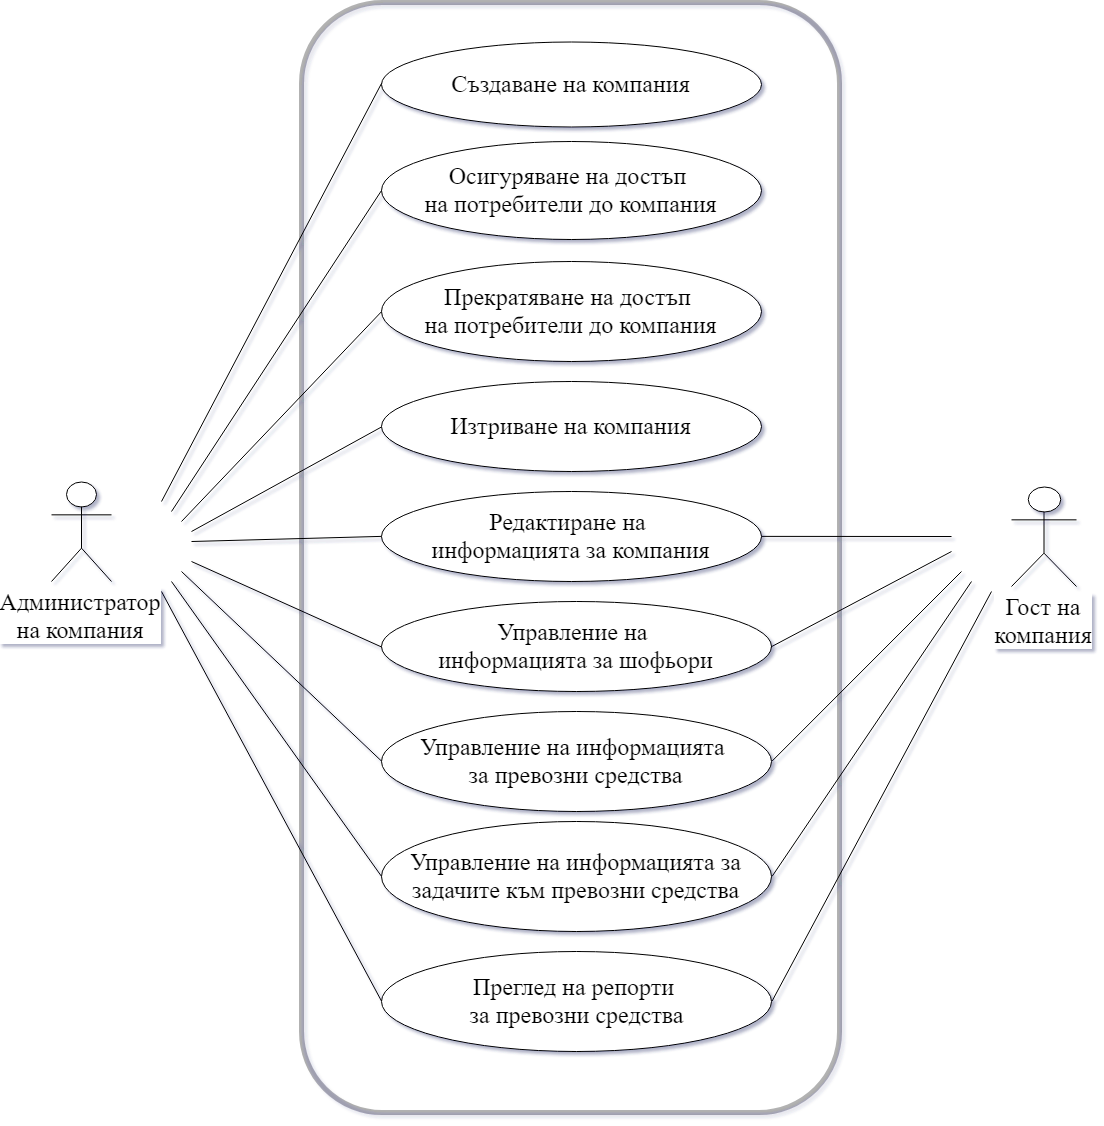 Създаване на компания
Осигуряване на достъп
на потребители до компания
Прекратяване на достъп
на потребители до компания
Изтриване на компания
Редактиране на
информацията за компания
Управление на
информацията за шофьори
Управление на информацията
за превозни средства
Управление на информацията за
задачите към превозни средства
Преглед на репорти
за превозни средства
Администратор
на компания
Гост на
компания